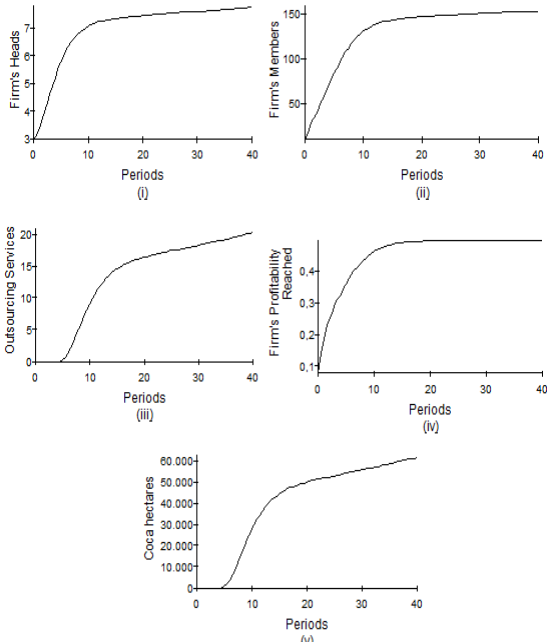 Firm's Heads
7
6
5
4
3
0 10 20 30 40
Periods
(i)
Firm's Members
150
100
50
0 10 20 30 40
Periods
(ii)
Outsourcing Services
20
15
10
5
0
0 10 20 30 40
Periods
(iii)
Firm's Profitability
Reached
0,4
0,3
0,2
0,1
0 10 20 30 40
Periods
(iv)
Coca hectares
60.000
50.000
40.000
30.000
20.000
10.000
0
0 10 20 30 40
Periods
(v)